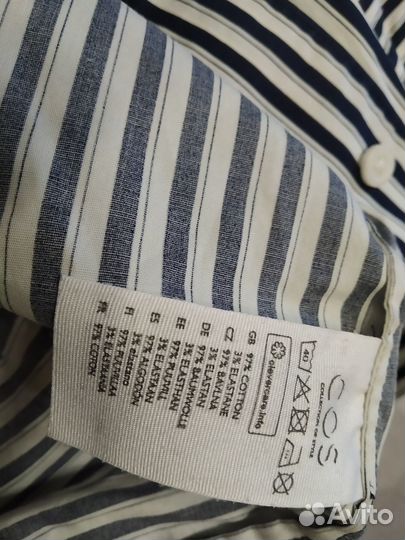 COS
COLLECTION OF STYLE
40
clevercare.info
GB 97% COTTON
3% ELASTANE
CZ 97% BAVLNA
3% ELASTAN
DE 97% BAUMWOLLE
3% ELASTHAN
EE 97% PUUVILL
3% ELASTAAN
ES 97% ALGODÓN
3% elastano
FI 97% PUUVILLA
3% ELASTAANIA
FR 97% COTON
Avito